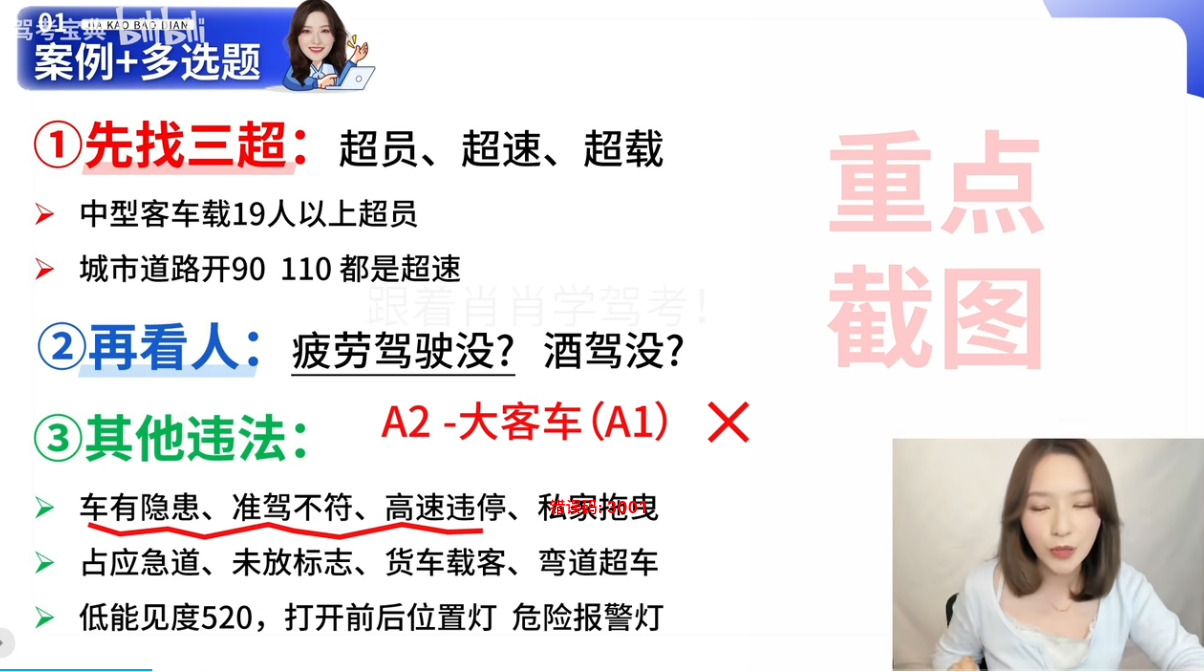 驾考宝典 bilibili
01 JIA KAO BAO DIAN
案例+多选题
①先找三超：超员、超速、超载
中型客车载19人以上超员
城市道路开90 110 都是超速
跟着肖肖学驾考！
②再看人：疲劳驾驶没? 酒驾没?
③其他违法：
A2 -大客车（A1） ✕
车有隐患、准驾不符、高速违停、私家拖曳
错误码: 3001
占应急道、未放标志、货车载客、弯道超车
低能见度520，打开前后位置灯 危险报警灯
重点
截图